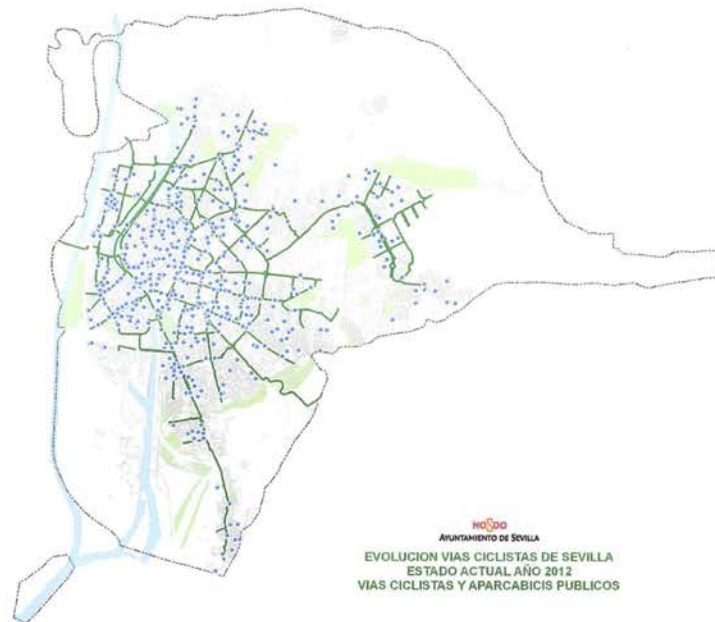 NO8DO
AYUNTAMIENTO DE SEVILLA
EVOLUCION VIAS CICLISTAS DE SEVILLA
ESTADO ACTUAL AÑO 2012
VIAS CICLISTAS Y APARCABICIS PUBLICOS